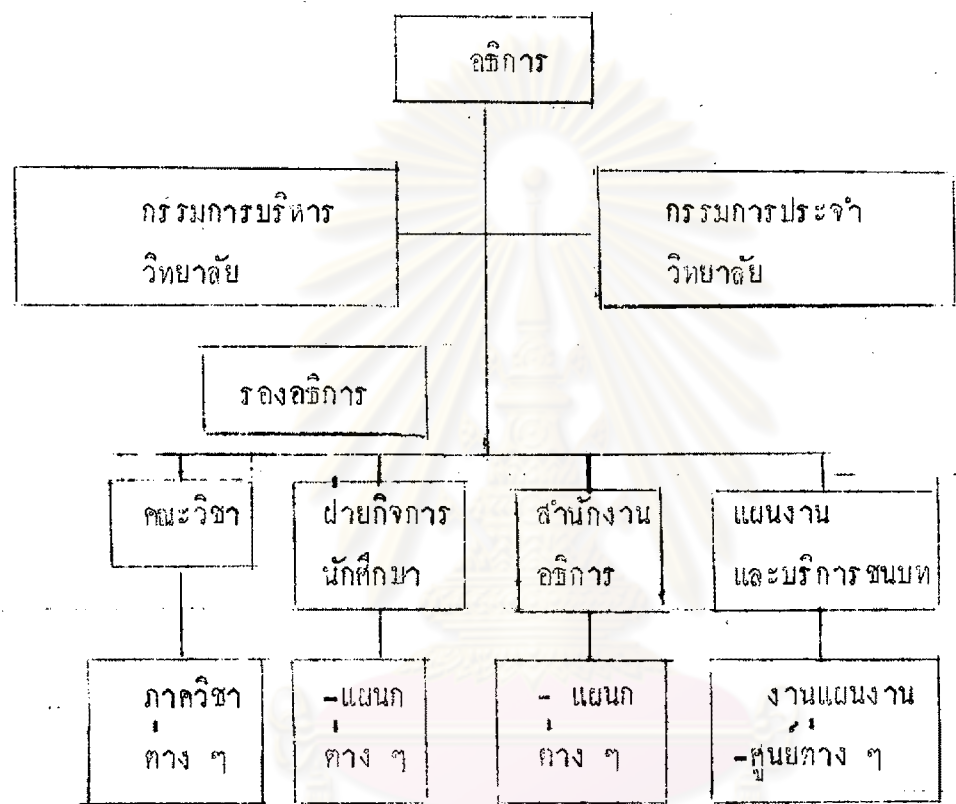 อธิการ
กรรมการบริหาร
วิทยาลัย
กรรมการประจำ
วิทยาลัย
รองอธิการ
คณะวิชา
ฝ่ายกิจการ
นักศึกษา
สำนักงาน
อธิการ
แผนงาน
และบริการชนบท
ภาควิชา
ต่าง ๆ
-แผนก
ต่าง ๆ
- แผนก
ต่าง ๆ
งานแผนงาน
-ศูนย์ต่าง ๆ